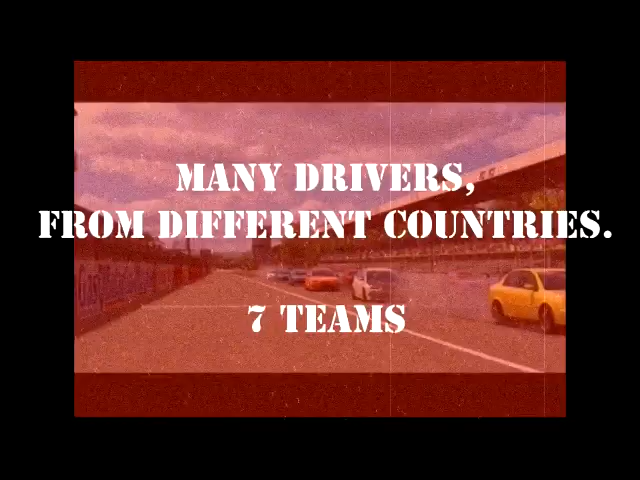 MANY DRIVERS,
FROM DIFFERENT COUNTRIES.
7 TEAMS